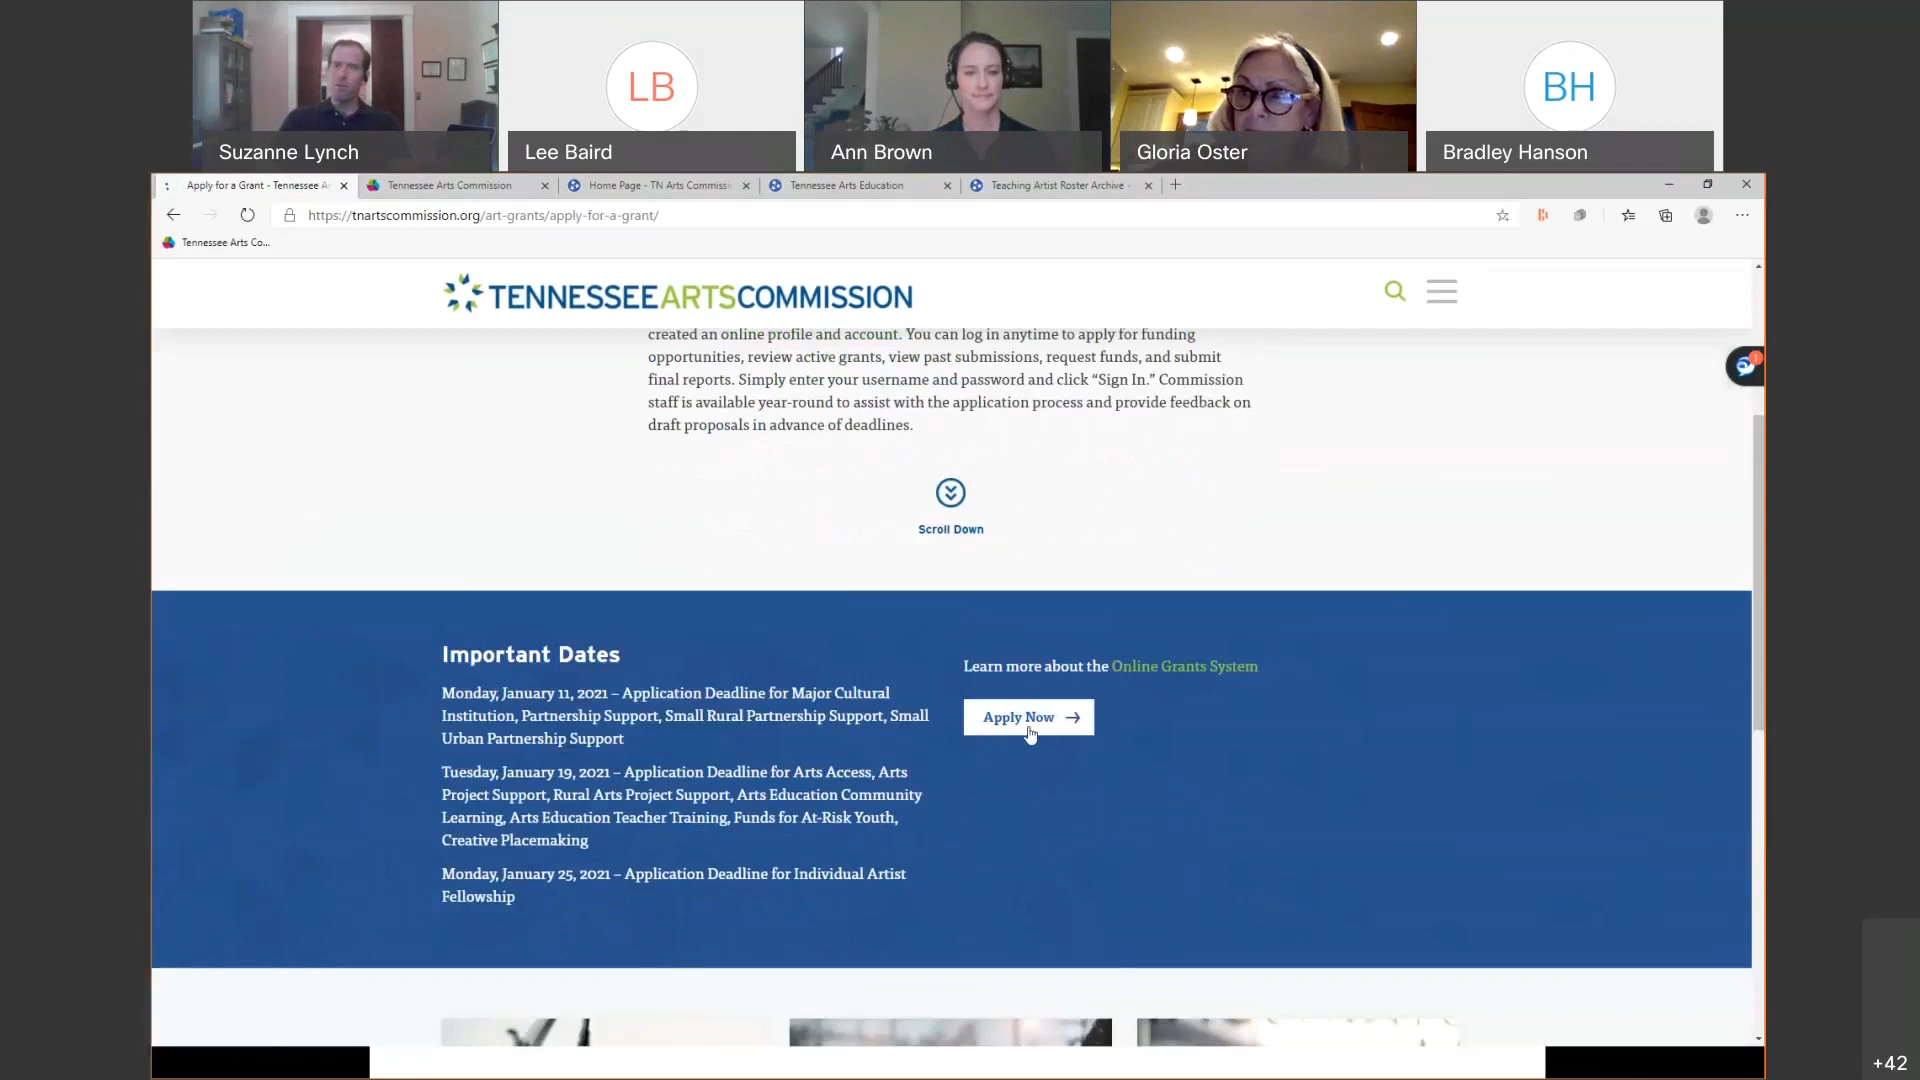 LB
BH
Suzanne Lynch
Lee Baird
Ann Brown
Gloria Oster
Bradley Hanson
Apply for a Grant - Tennessee Ar
Tennessee Arts Commission
Home Page - TN Arts Commissi
Tennessee Arts Education
Teaching Artist Roster Archive -
https://tnartscommission.org/art-grants/apply-for-a-grant/
Tennessee Arts Co...
TENNESSEEARTSCOMMISSION
created an online profile and account. You can log in anytime to apply for funding
opportunities, review active grants, view past submissions, request funds, and submit
final reports. Simply enter your username and password and click “Sign In.” Commission
staff is available year-round to assist with the application process and provide feedback on
draft proposals in advance of deadlines.
1
Scroll Down
Important Dates
Monday, January 11, 2021 – Application Deadline for Major Cultural
Institution, Partnership Support, Small Rural Partnership Support, Small
Urban Partnership Support
Tuesday, January 19, 2021 – Application Deadline for Arts Access, Arts
Project Support, Rural Arts Project Support, Arts Education Community
Learning, Arts Education Teacher Training, Funds for At-Risk Youth,
Creative Placemaking
Monday, January 25, 2021 – Application Deadline for Individual Artist
Fellowship
Learn more about the Online Grants System
Apply Now
+42